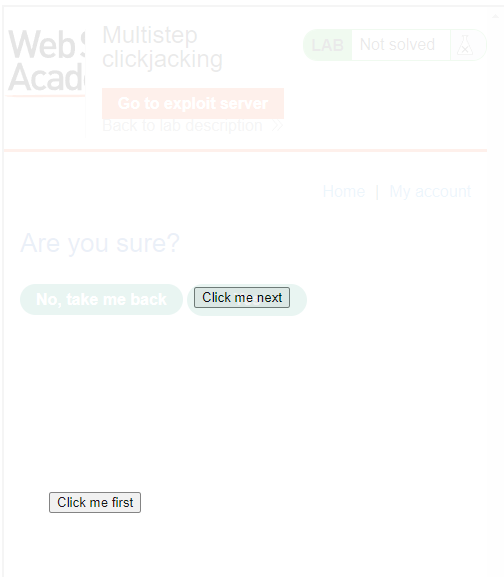 Web S
Acade
Multistep
clickjacking
Go to exploit server
Back to lab description »
LAB Not solved
Home | My account
Are you sure?
No, take me back
Click me next
Click me first